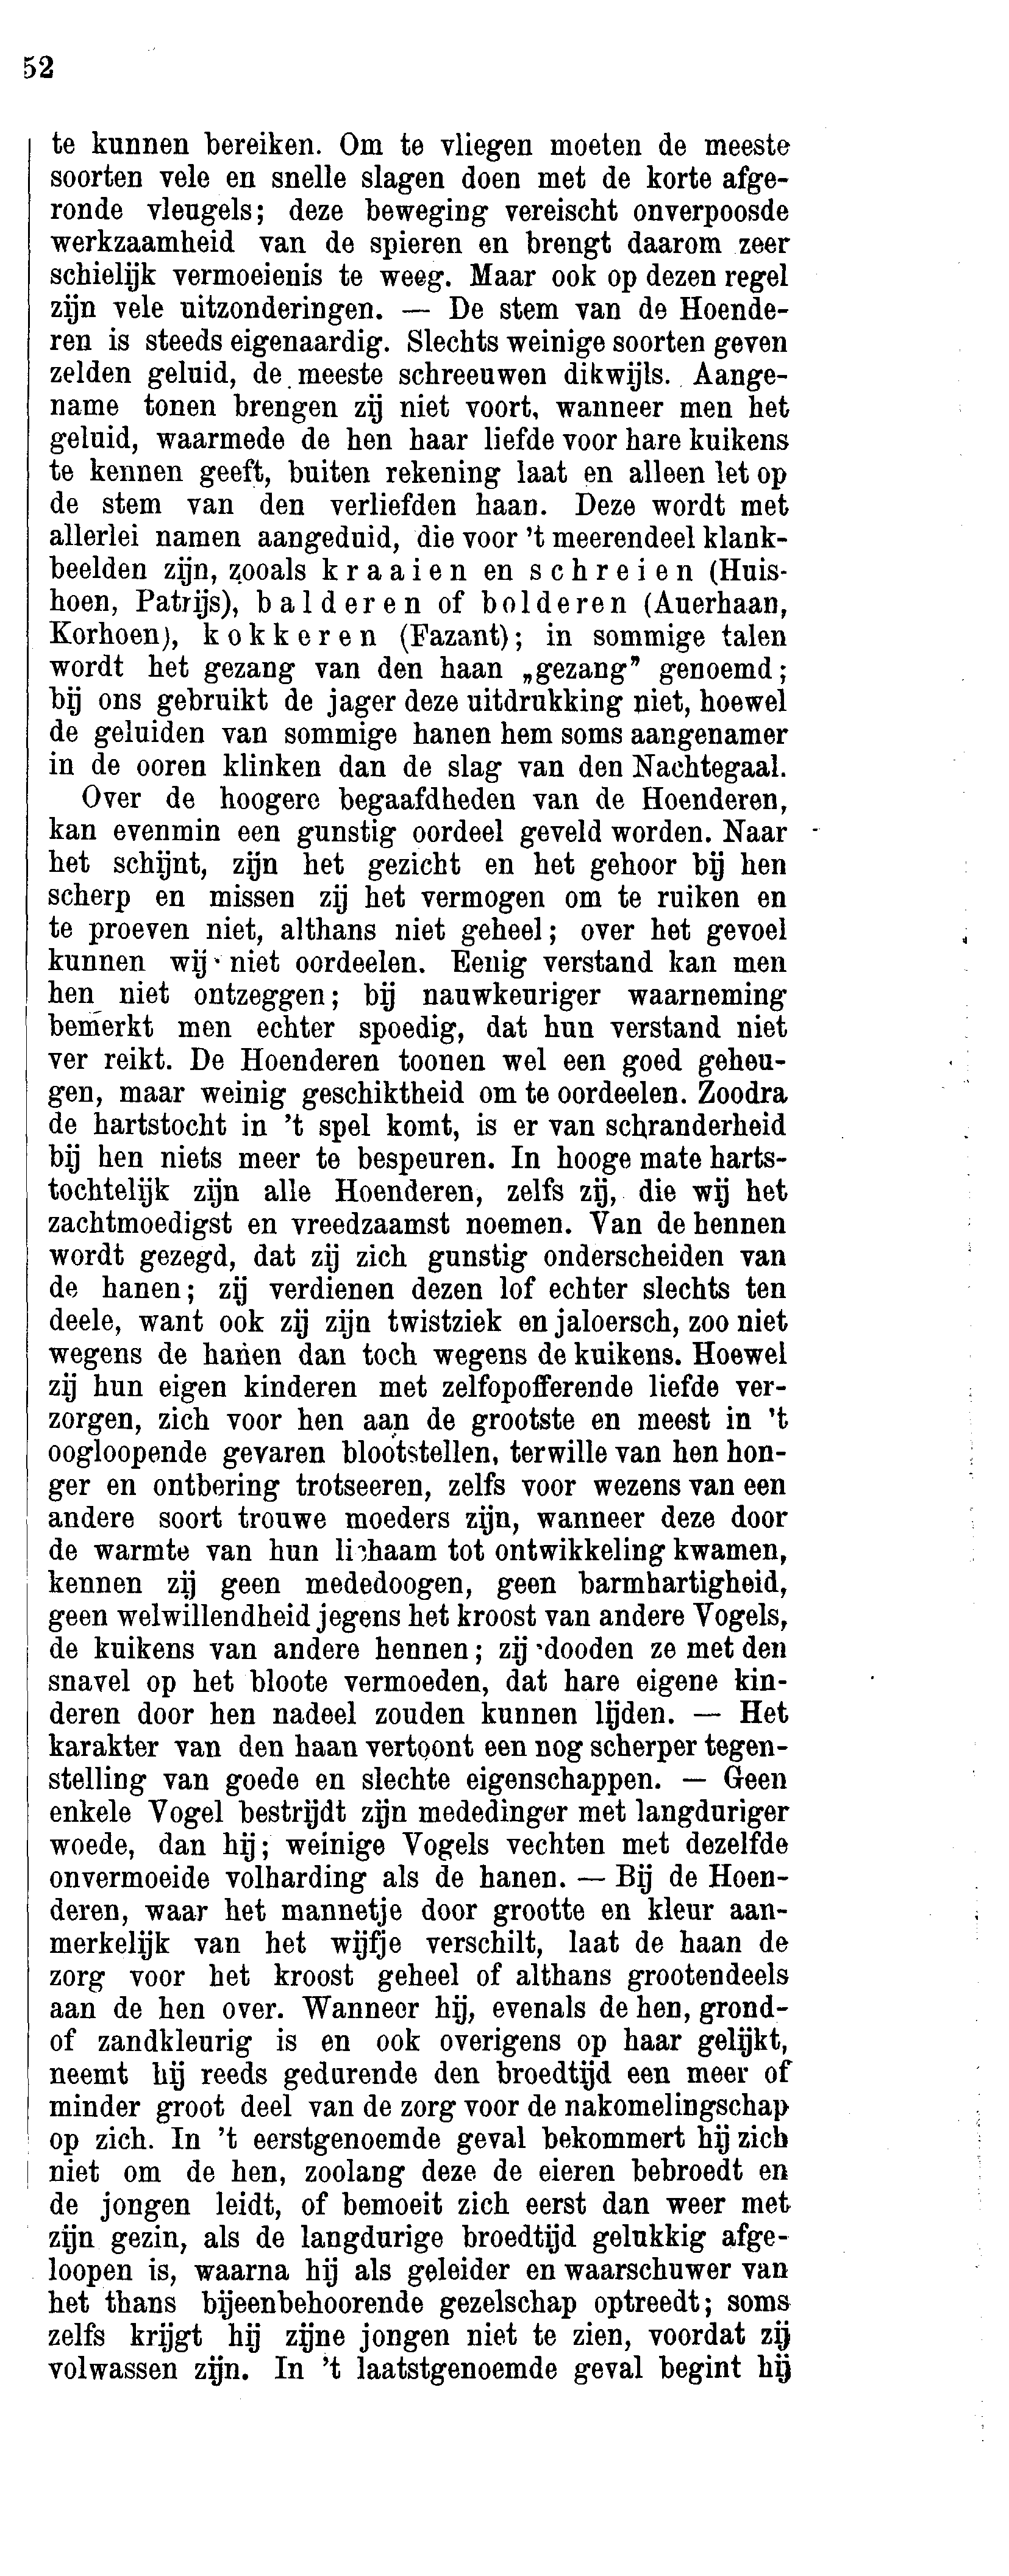 52
te kunnen bereiken. Om te vliegen moeten de meeste
soorten vele en snelle slagen doen met de korte afge-
ronde vleugels; deze beweging vereischt onverpoosde
werkzaamheid van de spieren en brengt daarom zeer
schielijk vermoeienis te weeg. Maar ook op dezen regel
zijn vele uitzonderingen. — De stem van de Hoende-
ren is steeds eigenaardig. Slechts weinige soorten geven
zelden geluid, de meeste schreeuwen dikwijls. Aange-
name tonen brengen zij niet voort, wanneer men het
geluid, waarmede de hen haar liefde voor hare kuikens
te kennen geeft, buiten rekening laat en alleen let op
de stem van den verliefden haan. Deze wordt met
allerlei namen aangeduid, die voor 't meerendeel klank-
beelden zijn, zooals kraaien en schreien (Huis-
hoen, Patrijs), balderen of bolderen (Auerhaan,
Korhoen), kokkeren (Fazant); in sommige talen
wordt het gezang van den haan „gezang" genoemd;
bij ons gebruikt de jager deze uitdrukking niet, hoewel
de geluiden van sommige hanen hem soms aangenamer
in de ooren klinken dan de slag van den Nachtegaal.
Over de hoogere begaafdheden van de Hoenderen,
kan evenmin een gunstig oordeel geveld worden. Naar
het schijnt, zijn het gezicht en het gehoor bij hen
scherp en missen zij het vermogen om te ruiken en
te proeven niet, althans niet geheel; over het gevoel
kunnen wij niet oordeelen. Eenig verstand kan men
hen niet ontzeggen; bij nauwkeuriger waarneming
bemerkt men echter spoedig, dat hun verstand niet
ver reikt. De Hoenderen toonen wel een goed geheu-
gen, maar weinig geschiktheid om te oordeelen. Zoodra
de hartstocht in 't spel komt, is er van schranderheid
bij hen niets meer te bespeuren. In hooge mate harts-
tochtelijk zijn alle Hoenderen, zelfs zij, die wij het
zachtmoedigst en vreedzaamst noemen. Van de hennen
wordt gezegd, dat zij zich gunstig onderscheiden van
de hanen; zij verdienen dezen lof echter slechts ten
deele, want ook zij zijn twistziek en jaloersch, zoo niet
wegens de hanen dan toch wegens de kuikens. Hoewel
zij hun eigen kinderen met zelfopofferende liefde ver-
zorgen, zich voor hen aan de grootste en meest in 't
oogloopende gevaren blootstellen, terwille van hen hon-
ger en ontbering trotseeren, zelfs voor wezens van een
andere soort trouwe moeders zijn, wanneer deze door
de warmte van hun lichaam tot ontwikkeling kwamen,
kennen zij geen mededoogen, geen barmhartigheid,
geen welwillendheid jegens het kroost van andere Vogels,
de kuikens van andere hennen; zij dooden ze met den
snavel op het bloote vermoeden, dat hare eigene kin-
deren door hen nadeel zouden kunnen lijden. — Het
karakter van den haan vertoont een nog scherper tegen-
stelling van goede en slechte eigenschappen. — Geen
enkele Vogel bestrijdt zijn mededinger met langduriger
woede, dan hij; weinige Vogels vechten met dezelfde
onvermoeide volharding als de hanen. — Bij de Hoen-
deren, waar het mannetje door grootte en kleur aan-
merkelijk van het wijfje verschilt, laat de haan de
zorg voor het kroost geheel of althans grootendeels
aan de hen over. Wanneer hij, evenals de hen, grond-
of zandkleurig is en ook overigens op haar gelijkt,
neemt hij reeds gedurende den broedtijd een meer of
minder groot deel van de zorg voor de nakomelingschap
op zich. In 't eerstgenoemde geval bekommert hij zich
niet om de hen, zoolang deze de eieren bebroedt en
de jongen leidt, of bemoeit zich eerst dan weer met
zijn gezin, als de langdurige broedtijd gelukkig afge-
loopen is, waarna hij als geleider en waarschuwer van
het thans bijeenbehoorende gezelschap optreedt; soms
zelfs krijgt hij zijne jongen niet te zien, voordat zij
volwassen zijn. In 't laatstgenoemde geval begint hij